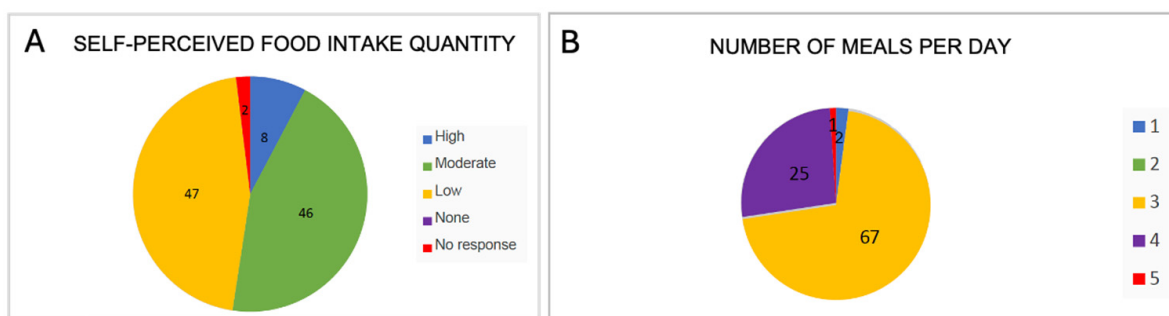 A SELF-PERCEIVED FOOD INTAKE QUANTITY
2
8
47
46
High
Moderate
Low
None
No response
B NUMBER OF MEALS PER DAY
1
2
25
67
1
2
3
4
5